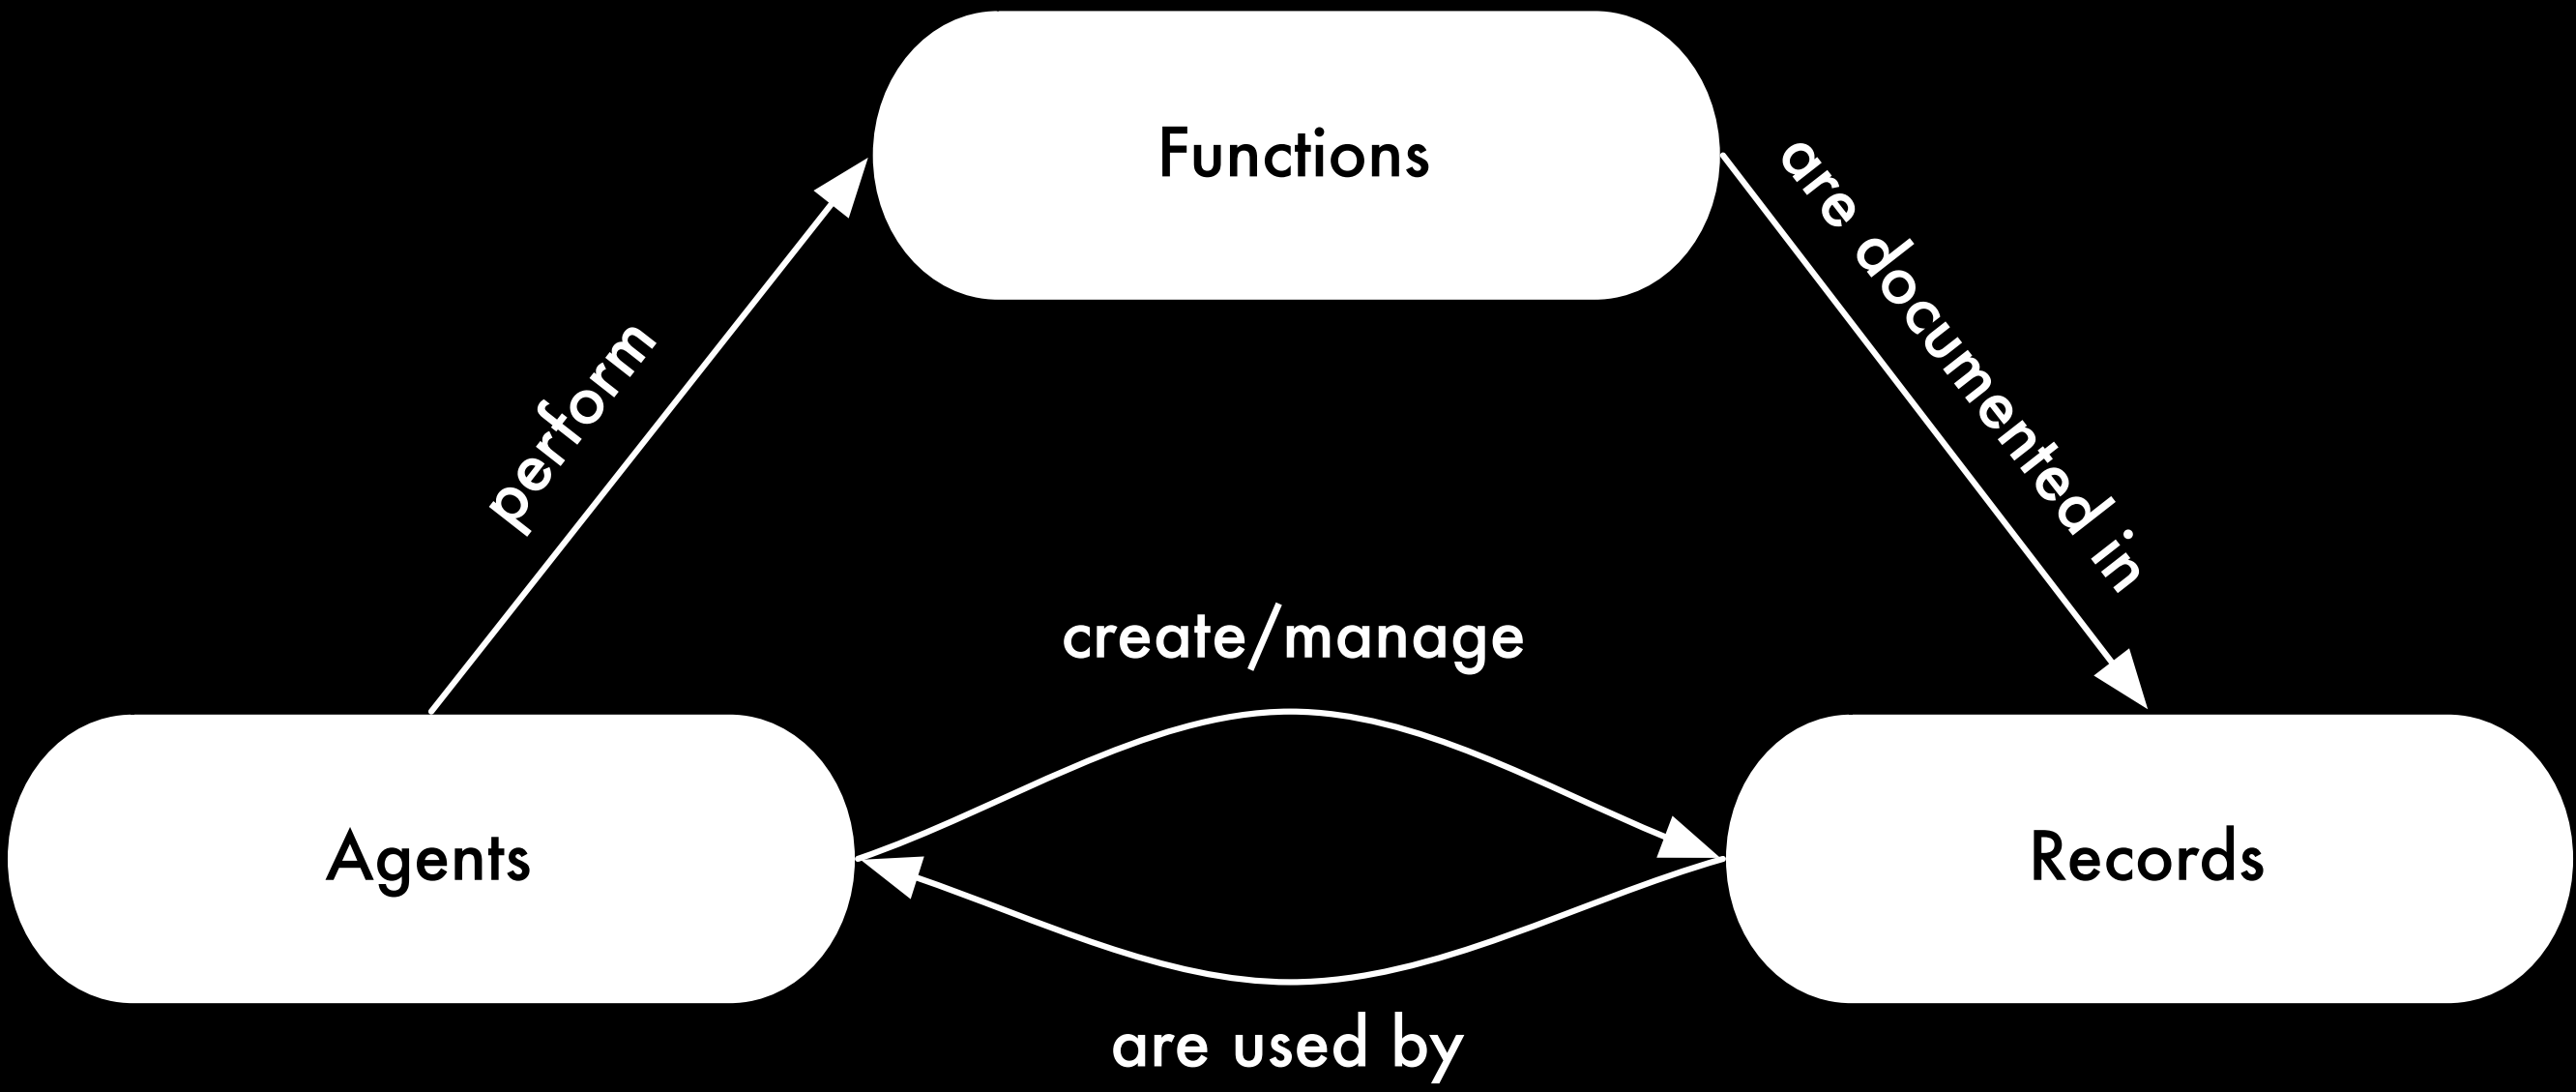 Functions
perform
are documented in
create/manage
Agents
Records
are used by